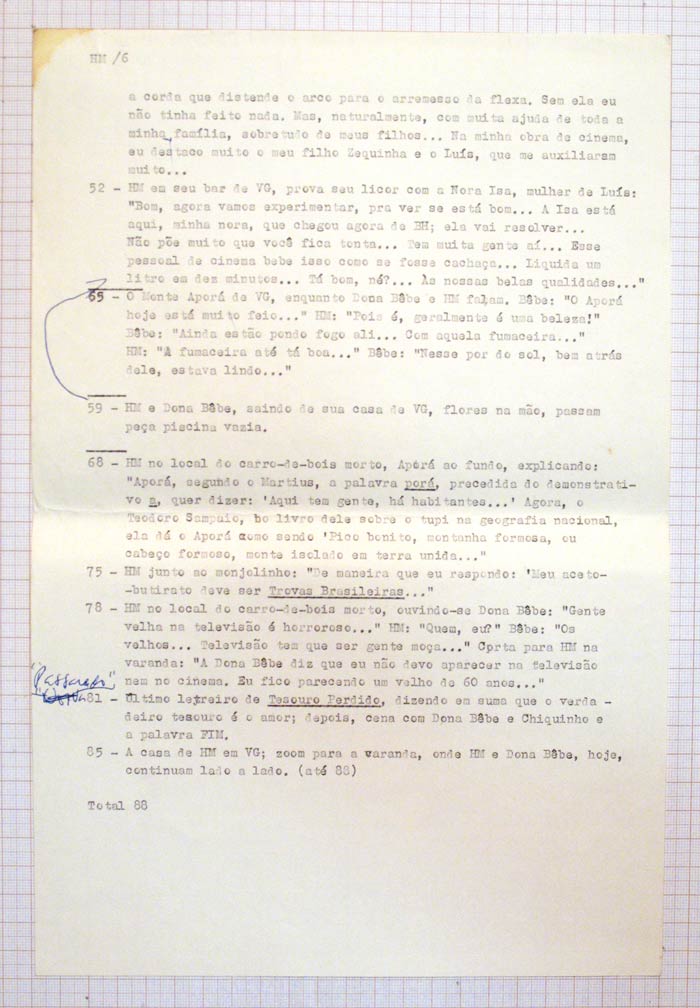 HM /6
a corda que distende o arco para o arremesso da flexa. Sem ela eu
não tinha feito nada. Mas, naturalmente, com muita ajuda de toda a
minha família, sobretudo de meus filhos... Na minha obra de cinema,
eu destaco muito o meu filho Zequinha e o Luís, que me auxiliaram
muito...
52 - HM em seu bar de VG, prova seu licor com a Nora Isa, mulher de Luís:
"Bom, agora vamos experimentar, pra ver se está bom... A Isa está
aqui, minha nora, que chegou agora de BH; ela vai resolver...
Não põe muito que você fica tonta... Tem muita gente aí... Esse
pessoal de cinema bebe isso como se fosse cachaça... Liquida um
litro em dez minutos... Tá bom, né?... Às nossas belas qualidades..."
65 - O Monte Aporá de VG, enquanto Dona Bêbe e HM falam. Bêbe: "O Aporá
hoje está muito feio..." HM: "Pois é, geralmente é uma beleza!"
Bêbe: "Ainda estão pondo fogo ali... Com aquela fumaceira..."
HM: "A fumaceira até tá boa..." Bêbe: "Nesse por do sol, bem atrás
dele, estava lindo..."
59 - HM e Dona Bêbe, saindo de sua casa de VG, flores na mão, passam
peça piscina vazia.
68 - HM no local do carro-de-bois morto, Aporá ao fundo, explicando:
"Aporá, segundo o Martius, a palavra porá, precedida do demonstrati-
vo a, quer dizer: 'Aqui tem gente, há habitantes...' Agora, o
Teodoro Sampaio, bo livro dele sobre o tupi na geografia nacional,
ela dá o Aporá como sendo 'Pico bonito, montanha formosa, ou
cabeço formoso, monte isolado em terra unida..."
75 - HM junto ao monjolinho: "De maneira que eu respondo: 'Meu aceto-
-butirato deve ser Trovas Brasileiras..."
78 - HM no local do carro-de-bois morto, ouvindo-se Dona Bêbe: "Gente
velha na televisão é horroroso..." HM: "Quem, eu?" Bêbe: "Os
velhos... Televisão tem que ser gente moça..." Cprta para HM na
varanda: "A Dona Bêbe diz que eu não devo aparecer na televisão
nem no cinema. Eu fico parecendo um velho de 60 anos..."
"Passarado"
81 - Último letreiro de Tesouro Perdido, dizendo em suma que o verda -
deiro tesouro é o amor; depois, cena com Dona Bêbe e Chiquinho e
a palavra FIM.
85 - A casa de HM em VG; zoom para a varanda, onde HM e Dona Bêbe, hoje,
continuam lado a lado. (até 88)
Total 88